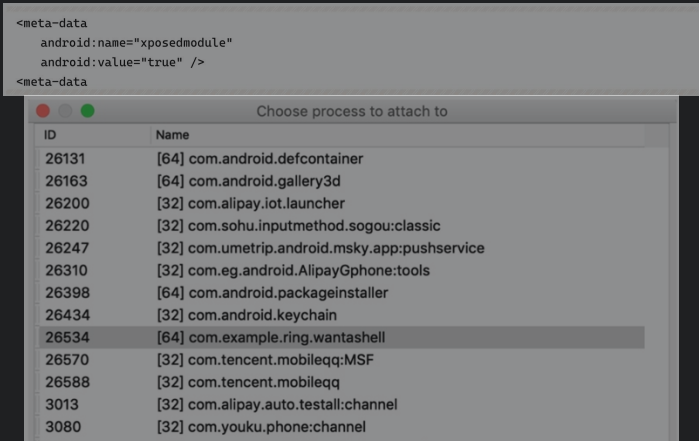 <meta-data
android:name="xposedmodule"
android:value="true" />
<meta-data
Choose process to attach to
ID Name
26131 [64] com.android.defcontainer
26163 [64] com.android.gallery3d
26200 [32] com.alipay.iot.launcher
26220 [32] com.sohu.inputmethod.sogou:classic
26247 [32] com.umetrip.android.msky.app:pushservice
26310 [32] com.eg.android.AlipayGphone:tools
26398 [64] com.android.packageinstaller
26434 [32] com.android.keychain
26534 [64] com.example.ring.wantashell
26570 [32] com.tencent.mobileqq:MSF
26588 [32] com.tencent.mobileqq
3013 [32] com.alipay.auto.testall:channel
3080 [32] com.youku.phone:channel